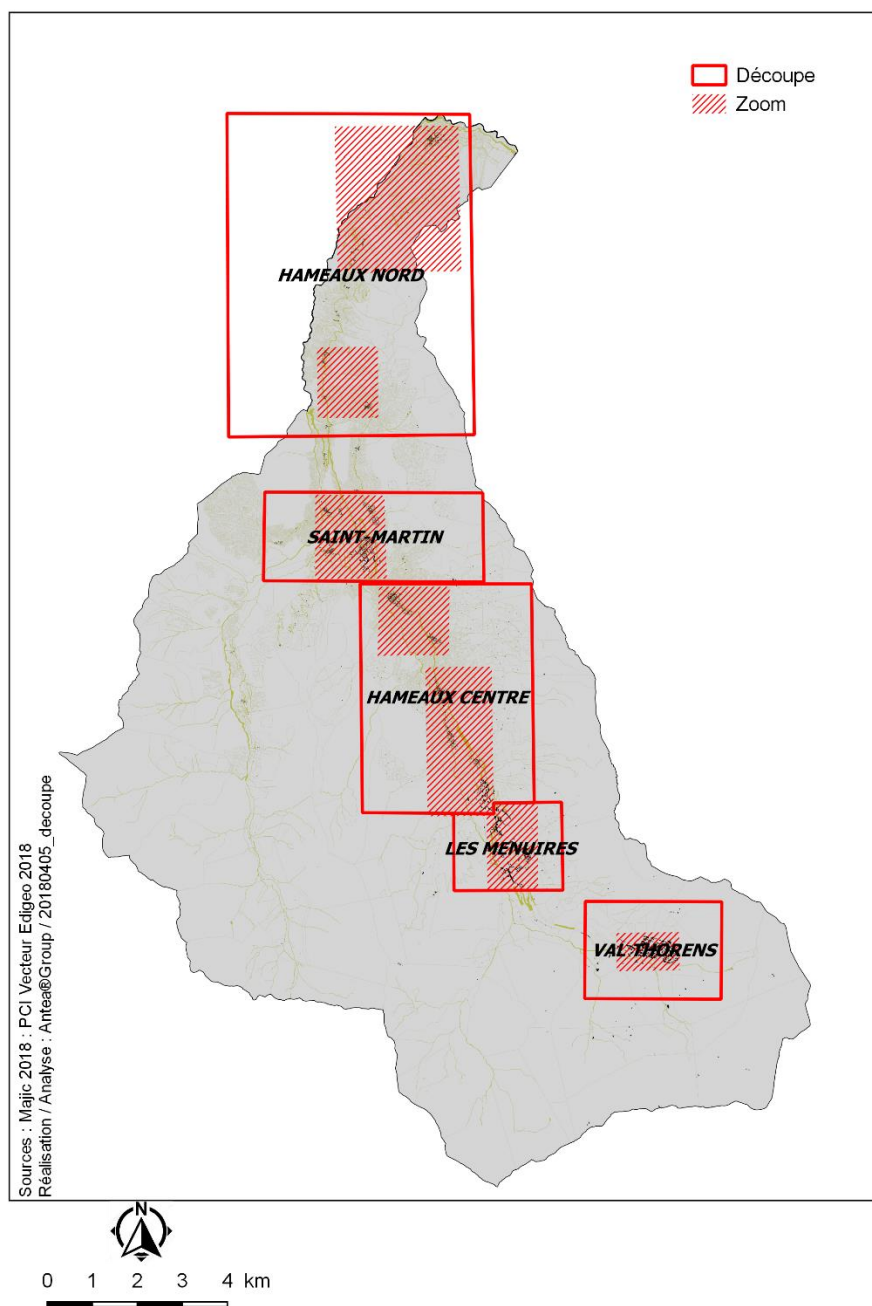 Découpe
Zoom
HAMEAUX NORD
SAINT-MARTIN
HAMEAUX CENTRE
LES MENUIRES
VAL THORENS
Sources : Majic 2018 : PCI Vecteur Edigeo 2018
Réalisation / Analyse : Antea®Group / 20180405_decoupe
N
0 1 2 3 4 km